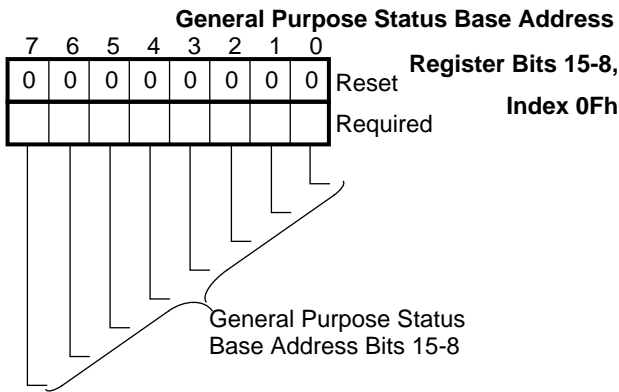 General Purpose Status Base Address
Register Bits 15-8,
Index 0Fh
7 6 5 4 3 2 1 0
0 0 0 0 0 0 0 0 Reset
Required
General Purpose Status
Base Address Bits 15-8